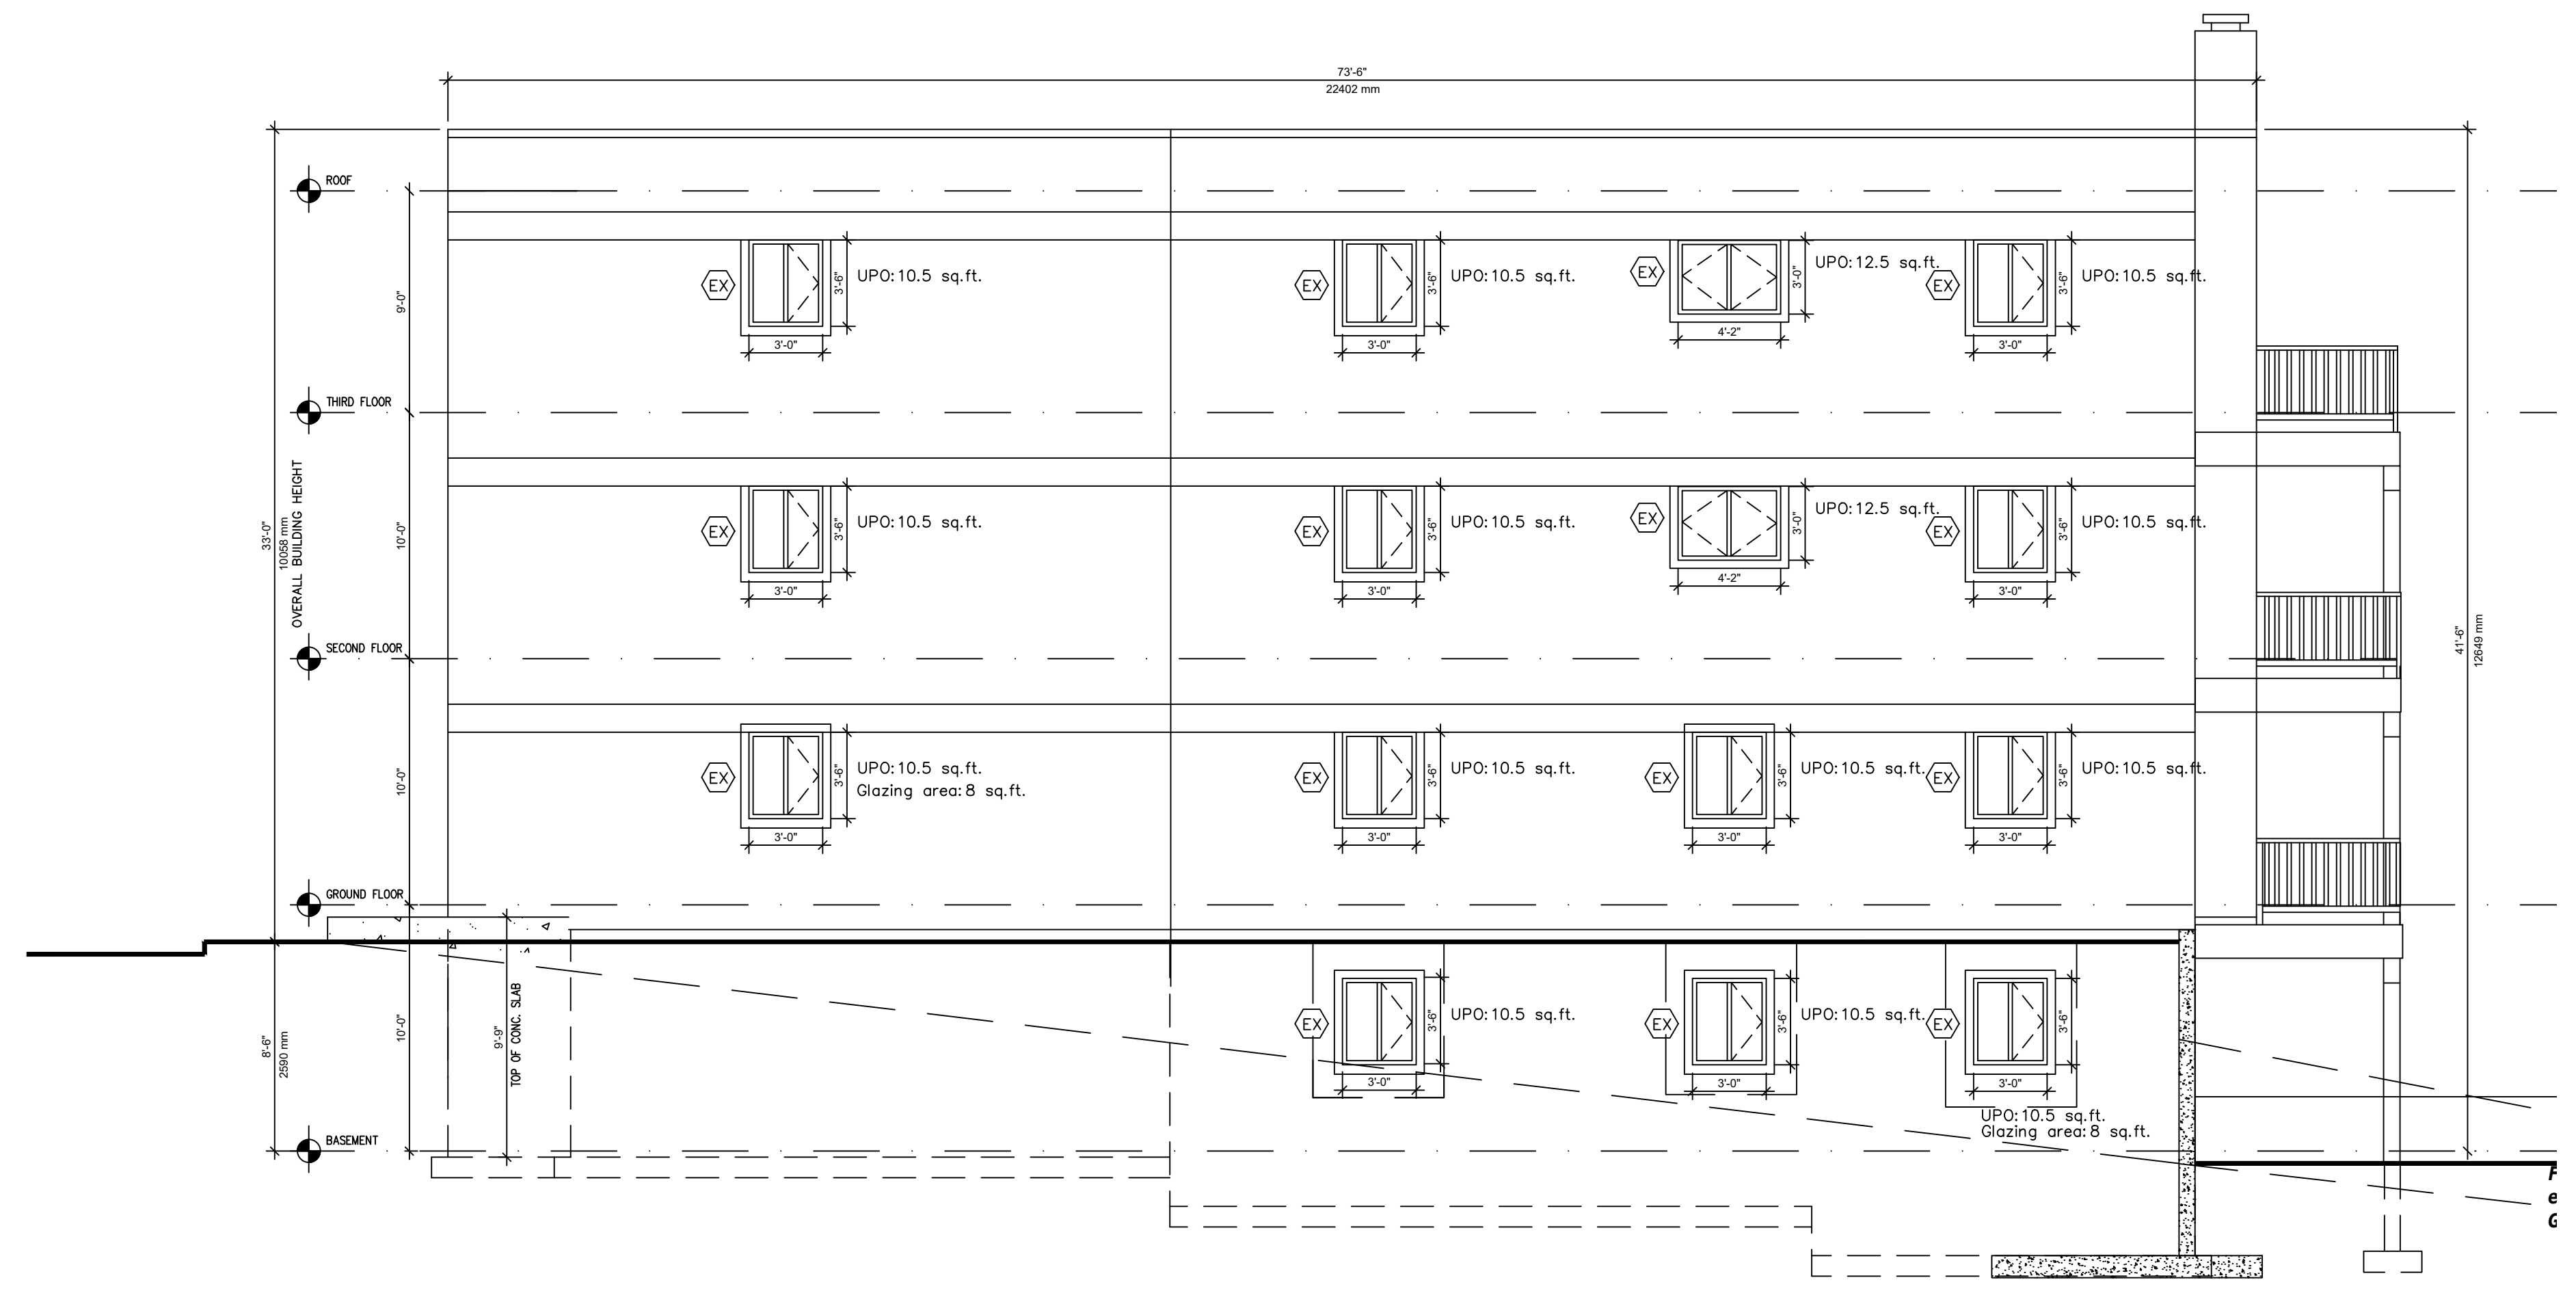 73'-6"
22402 mm
ROOF
9'-0"
EX
3'-6"
UPO:10.5 sq.ft.
3'-0"
EX
3'-6"
UPO:10.5 sq.ft.
3'-0"
EX
3'-0"
UPO:12.5 sq.ft.
4'-2"
EX
3'-6"
UPO:10.5 sq.ft.
3'-0"
THIRD FLOOR
33'-0"
10058 mm
OVERALL BUILDING HEIGHT
10'-0"
EX
3'-6"
UPO:10.5 sq.ft.
3'-0"
EX
3'-6"
UPO:10.5 sq.ft.
3'-0"
EX
3'-0"
UPO:12.5 sq.ft.
4'-2"
EX
3'-6"
UPO:10.5 sq.ft.
3'-0"
41'-6"
12649 mm
SECOND FLOOR
10'-0"
EX
3'-6"
UPO:10.5 sq.ft.
Glazing area:8 sq.ft.
3'-0"
EX
3'-6"
UPO:10.5 sq.ft.
3'-0"
EX
3'-6"
UPO:10.5 sq.ft.
3'-0"
EX
3'-6"
UPO:10.5 sq.ft.
3'-0"
GROUND FLOOR
8'-6"
2590 mm
10'-0"
9'-9"
TOP OF CONC. SLAB
EX
3'-6"
UPO:10.5 sq.ft.
3'-0"
EX
3'-6"
UPO:10.5 sq.ft.
3'-0"
EX
3'-6"
3'-0"
UPO:10.5 sq.ft.
Glazing area:8 sq.ft.
BASEMENT